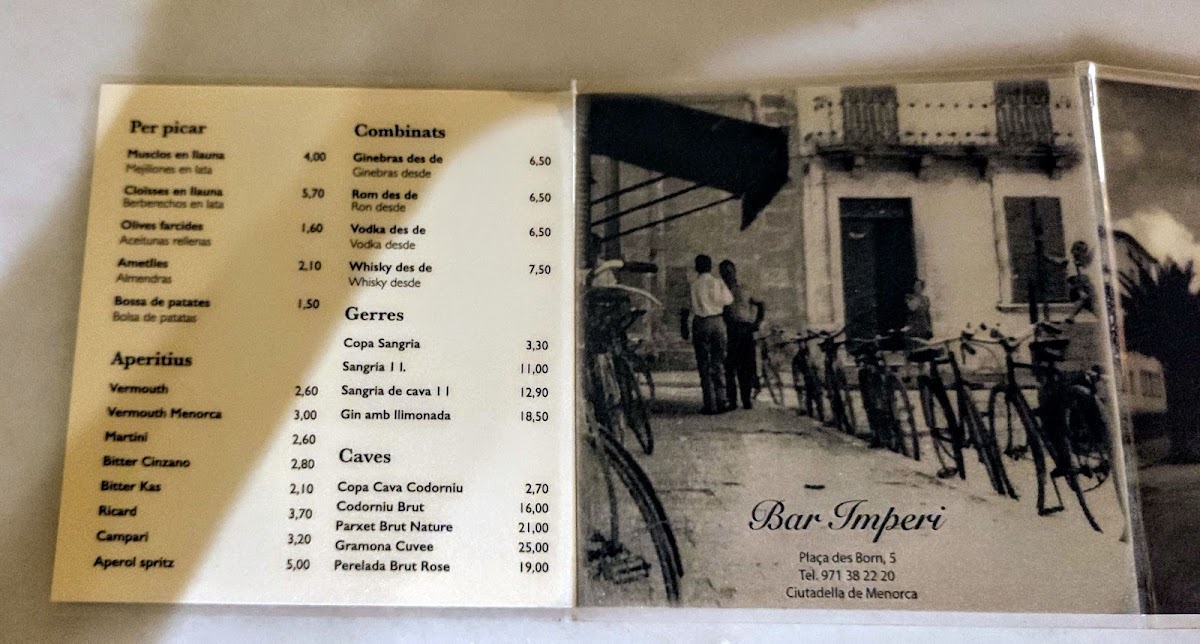 Per picar
Musclos en llauna 4,00
Mejillones en lata
Cloïsses en llauna 5,70
Berberechos en lata
Olives farcides 1,60
Aceitunas rellenas
Ametlles 2,10
Almendras
Bossa de patates 1,50
Bolsa de patatas
Aperitius
Vermouth 2,60
Vermouth Menorca 3,00
Martini 2,60
Bitter Cinzano 2,80
Bitter Kas 2,10
Ricard 3,70
Campari 3,20
Aperol spritz 5,00
Combinats
Ginebras des de 6,50
Ginebras desde
Rom des de 6,50
Ron desde
Vodka des de 6,50
Vodka desde
Whisky des de 7,50
Whisky desde
Gerres
Copa Sangria 3,30
Sangría 1 l. 11,00
Sangria de cava 1 l 12,90
Gin amb llimonada 18,50
Caves
Copa Cava Codorniu 2,70
Codorniu Brut 16,00
Parxet Brut Nature 21,00
Gramona Cuvee 25,00
Perelada Brut Rose 19,00
Bar Imperi
Plaça des Born, 5
Tel. 971 38 22 20
Ciutadella de Menorca